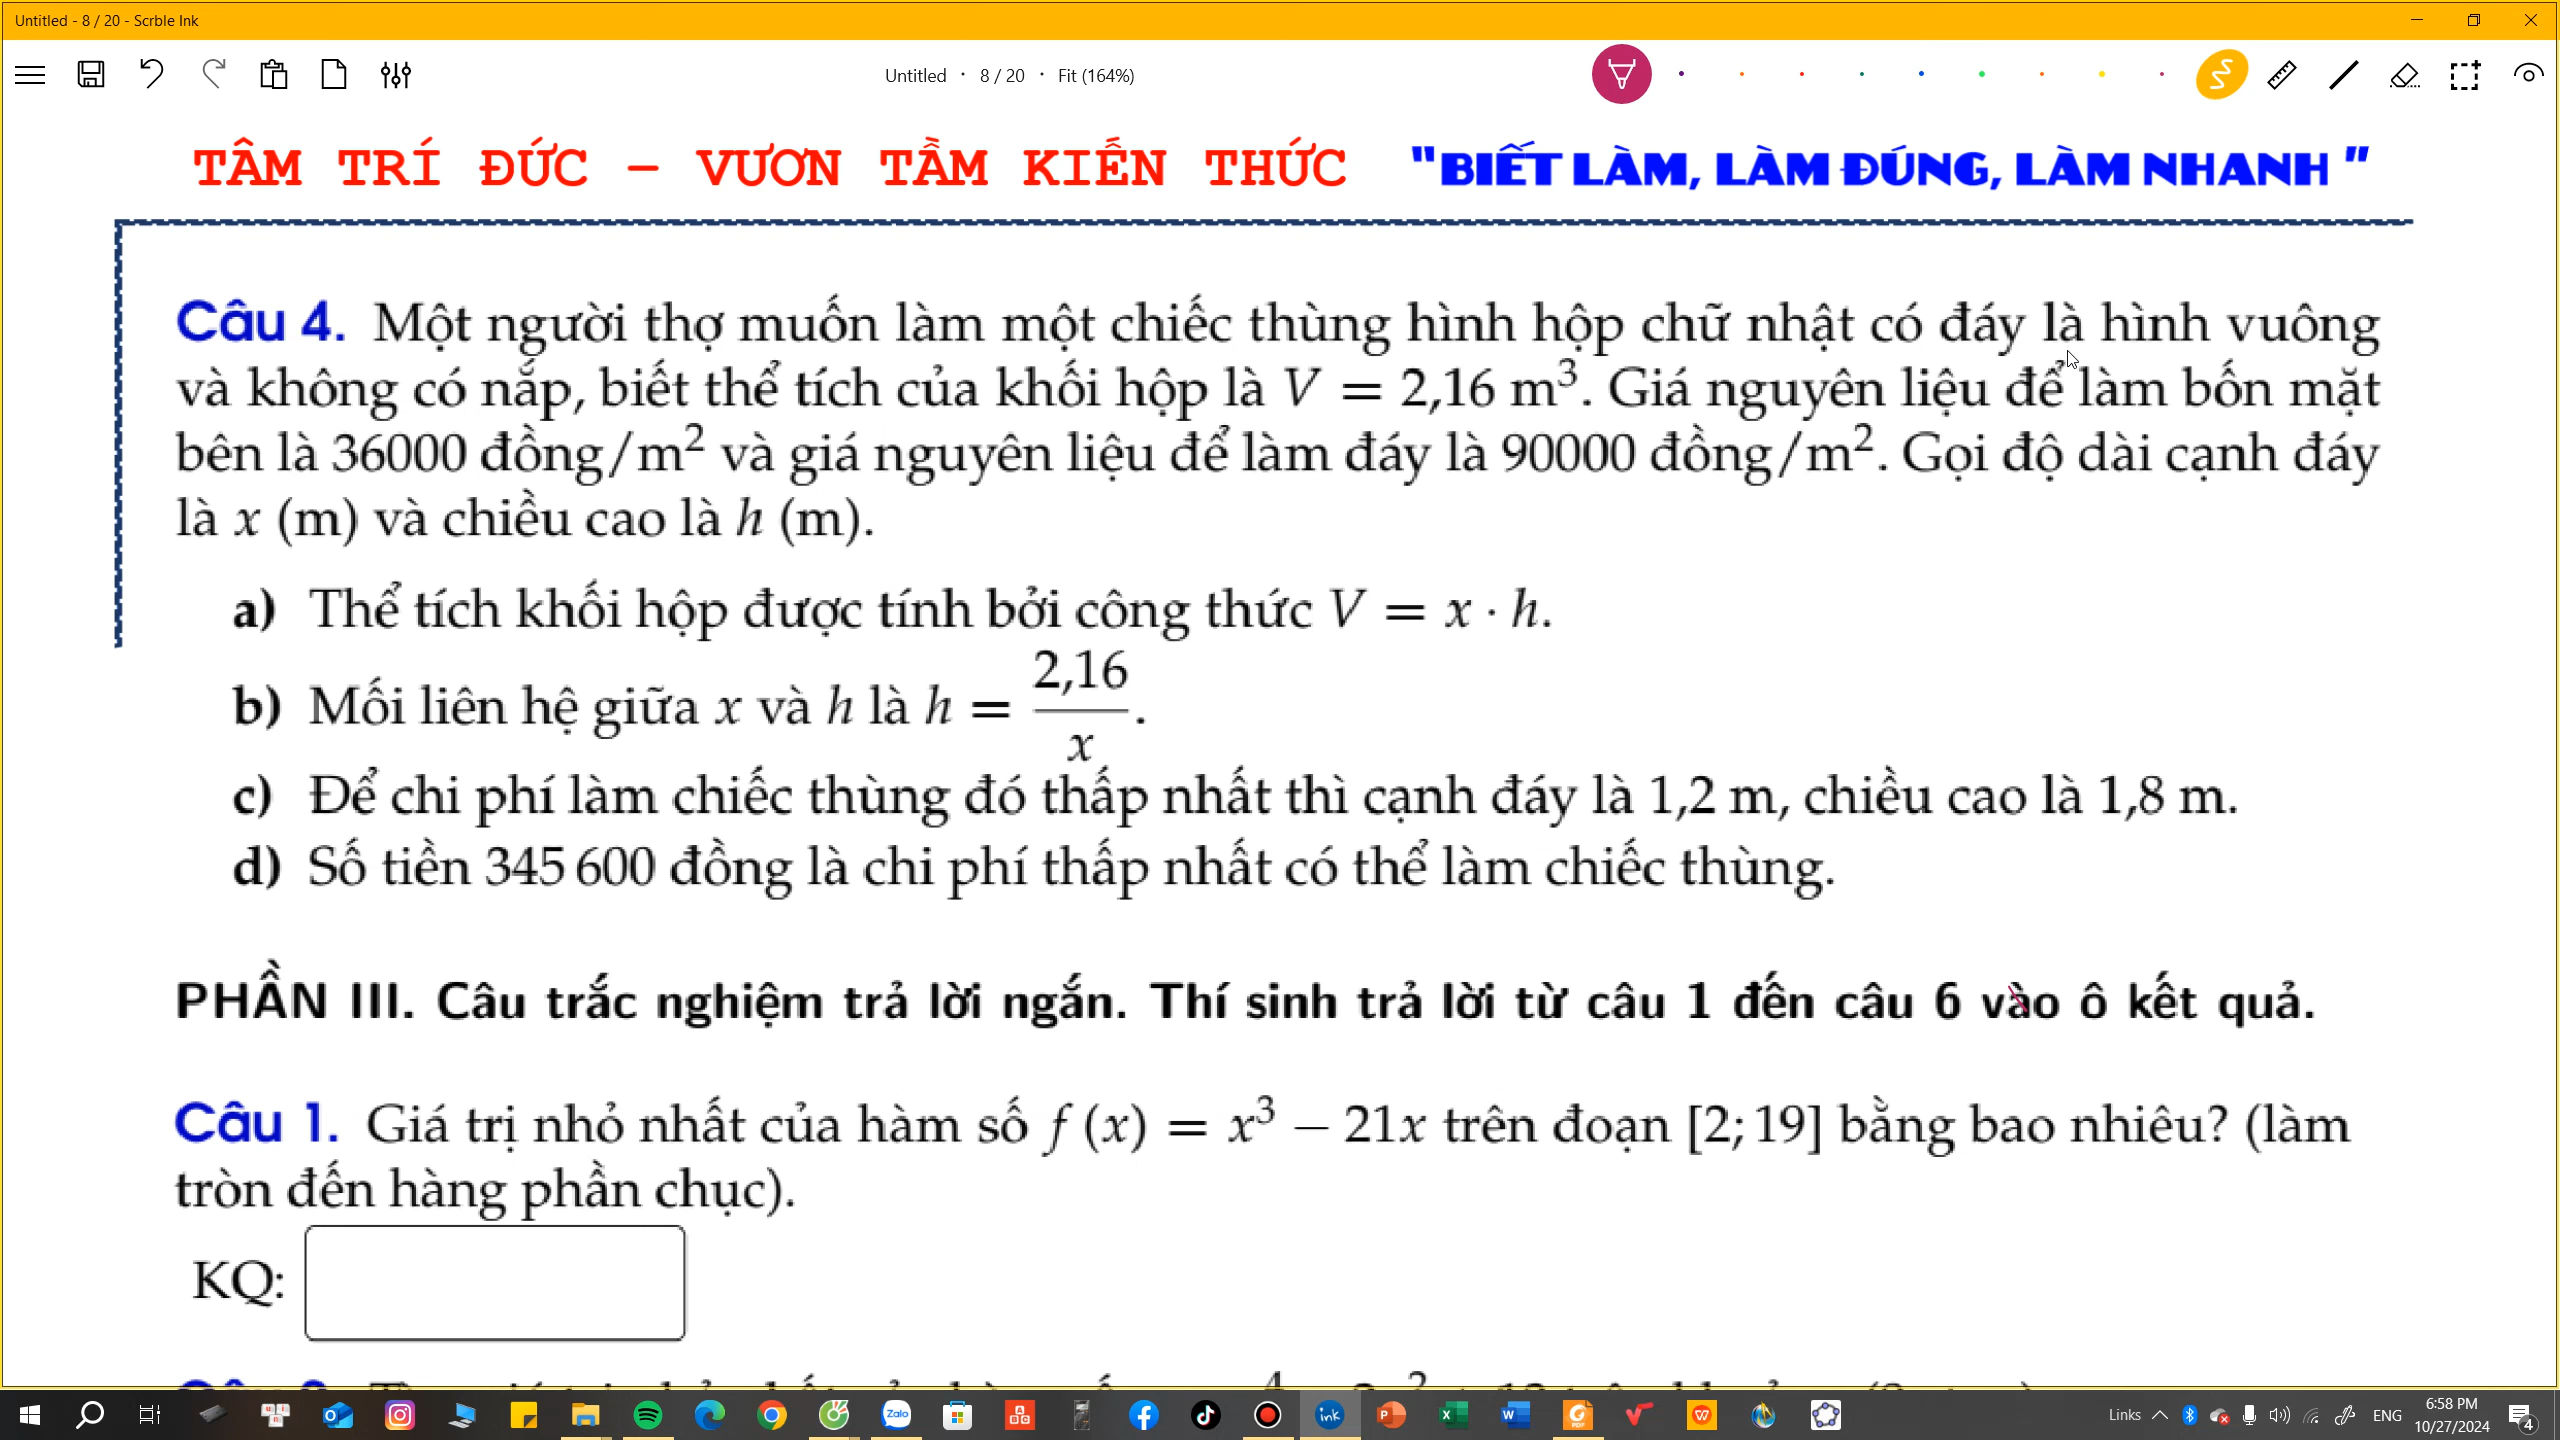 Untitled - 8 / 20 - Scrble Ink
Untitled · 8 / 20 · Fit (164%)
TÂM TRÍ ĐỨC – VƯƠN TẦM KIẾN THỨC "BIẾT LÀM, LÀM ĐÚNG, LÀM NHANH "
Câu 4. Một người thợ muốn làm một chiếc thùng hình hộp chữ nhật có đáy là hình vuông
và không có nắp, biết thể tích của khối hộp là V = 2,16 m³. Giá nguyên liệu để làm bốn mặt
bên là 36000 đồng/m² và giá nguyên liệu để làm đáy là 90000 đồng/m². Gọi độ dài cạnh đáy
là x (m) và chiều cao là h (m).
a) Thể tích khối hộp được tính bởi công thức V = x · h.
b) Mối liên hệ giữa x và h là h = 2,16/x.
c) Để chi phí làm chiếc thùng đó thấp nhất thì cạnh đáy là 1,2 m, chiều cao là 1,8 m.
d) Số tiền 345 600 đồng là chi phí thấp nhất có thể làm chiếc thùng.
PHẦN III. Câu trắc nghiệm trả lời ngắn. Thí sinh trả lời từ câu 1 đến câu 6 vào ô kết quả.
Câu 1. Giá trị nhỏ nhất của hàm số f (x) = x³ − 21x trên đoạn [2; 19] bằng bao nhiêu? (làm
tròn đến hàng phần chục).
KQ:
Zalo ink Links ENG 6:58 PM
10/27/2024 4